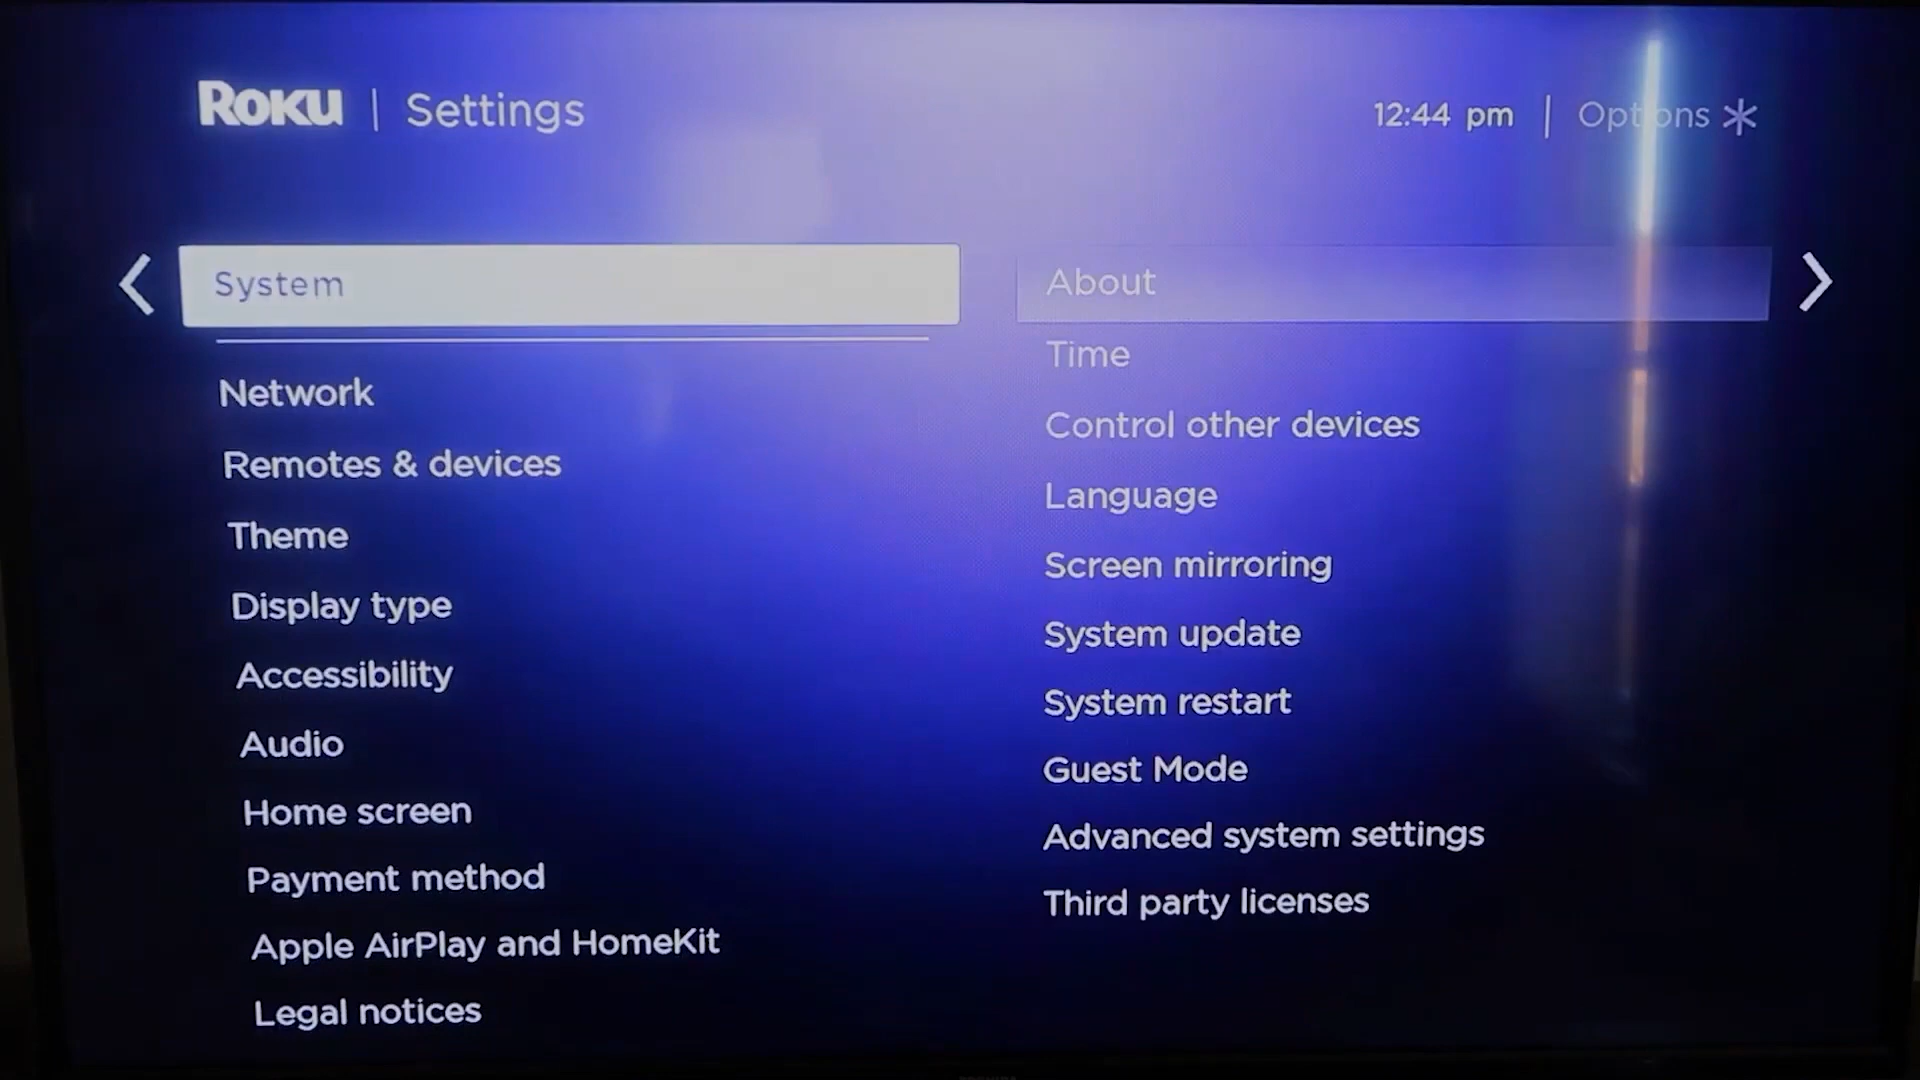 Roku | Settings
12:44 pm | Options *
System
Network
Remotes & devices
Theme
Display type
Accessibility
Audio
Home screen
Payment method
Apple AirPlay and HomeKit
Legal notices
About
Time
Control other devices
Language
Screen mirroring
System update
System restart
Guest Mode
Advanced system settings
Third party licenses